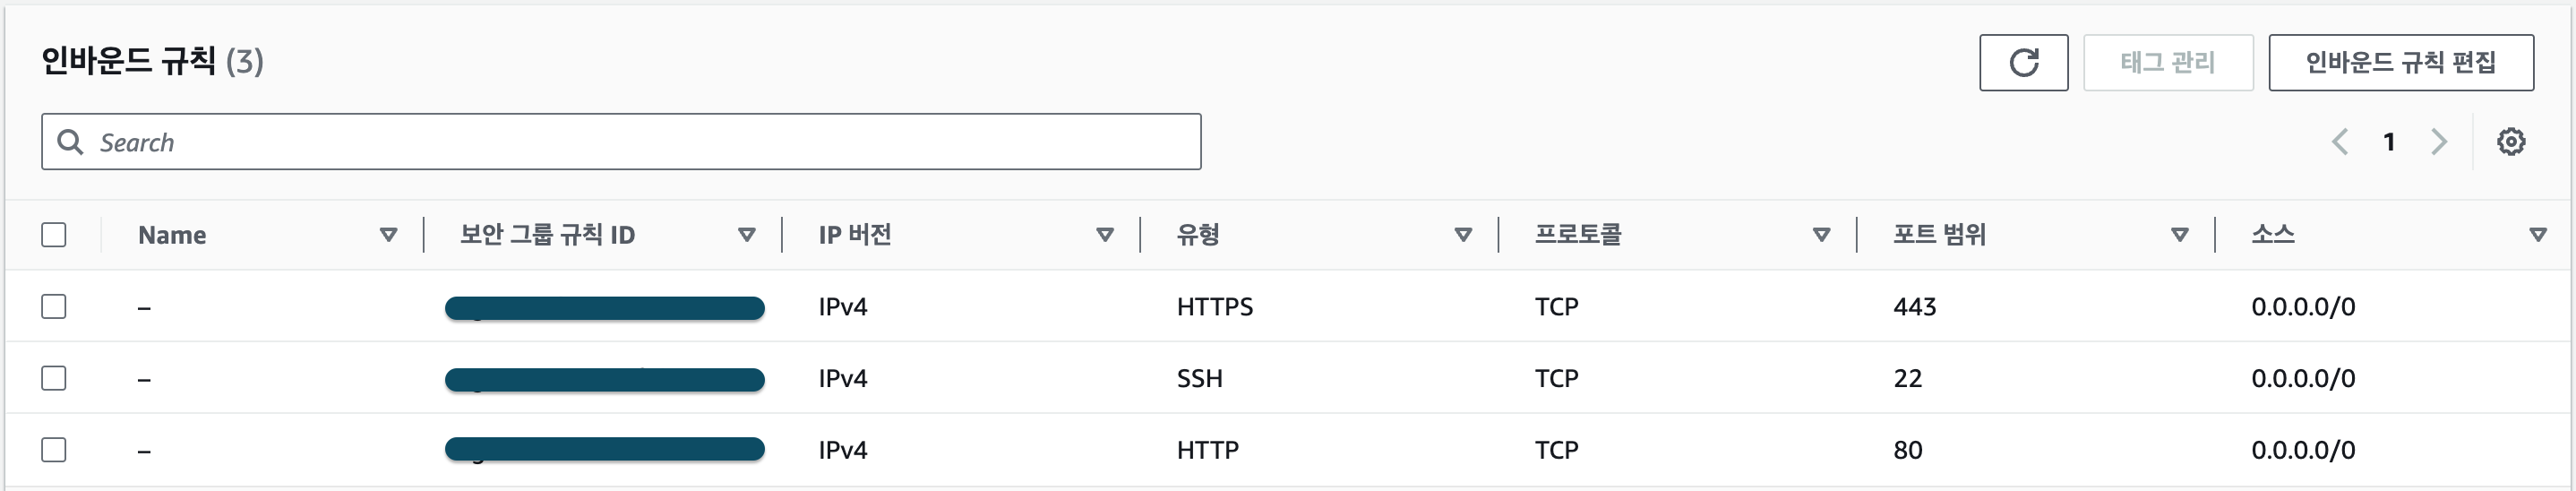 인바운드 규칙 (3)
태그 관리
인바운드 규칙 편집
Search
1
Name 보안 그룹 규칙 ID IP 버전 유형 프로토콜 포트 범위 소스
– IPv4 HTTPS TCP 443 0.0.0.0/0
– IPv4 SSH TCP 22 0.0.0.0/0
– IPv4 HTTP TCP 80 0.0.0.0/0